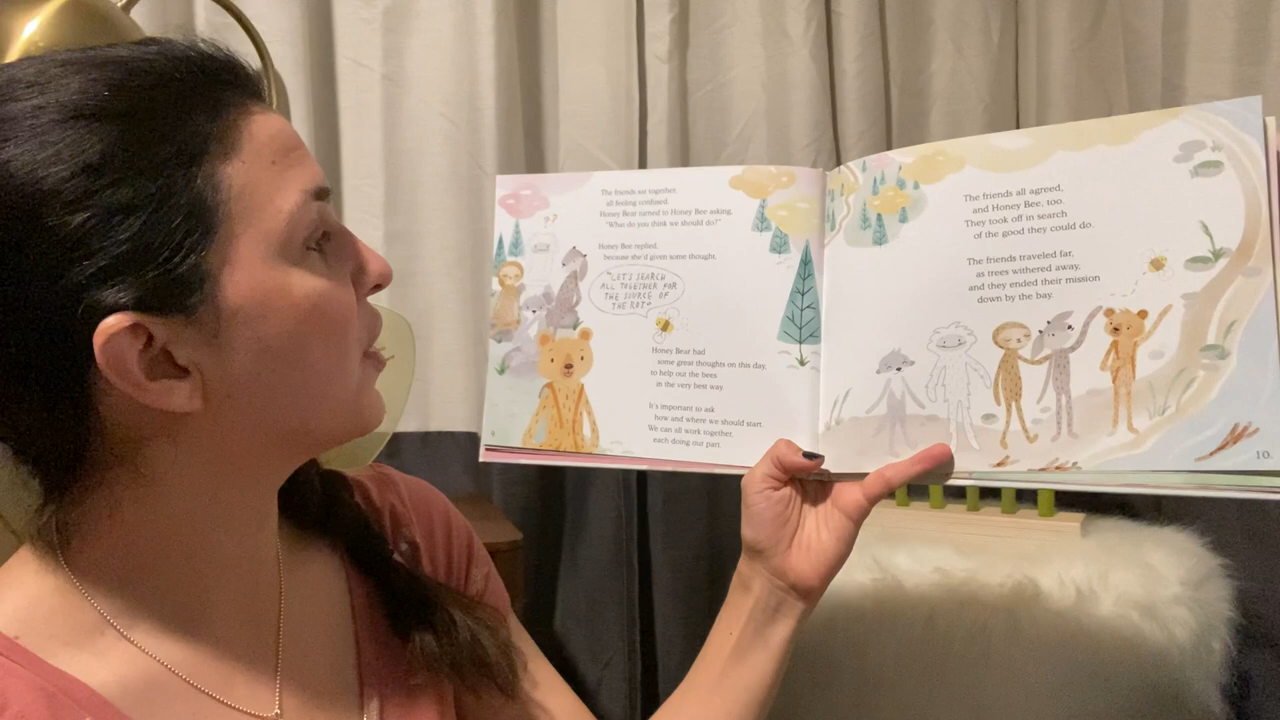 The friends sat together,
all feeling confused.
Honey Bear turned to Honey Bee asking,
"What do you think we should do?"
Honey Bee replied,
because she'd given some thought,
"LET'S SEARCH
ALL TOGETHER FOR
THE SOURCE OF
THE ROT"
Honey Bear had
some great thoughts on this day,
to help out the bees
in the very best way.
It's important to ask
how and where we should start.
We can all work together,
each doing our part.
The friends all agreed,
and Honey Bee, too.
They took off in search
of the good they could do.
The friends traveled far,
as trees withered away,
and they ended their mission
down by the bay.
10.